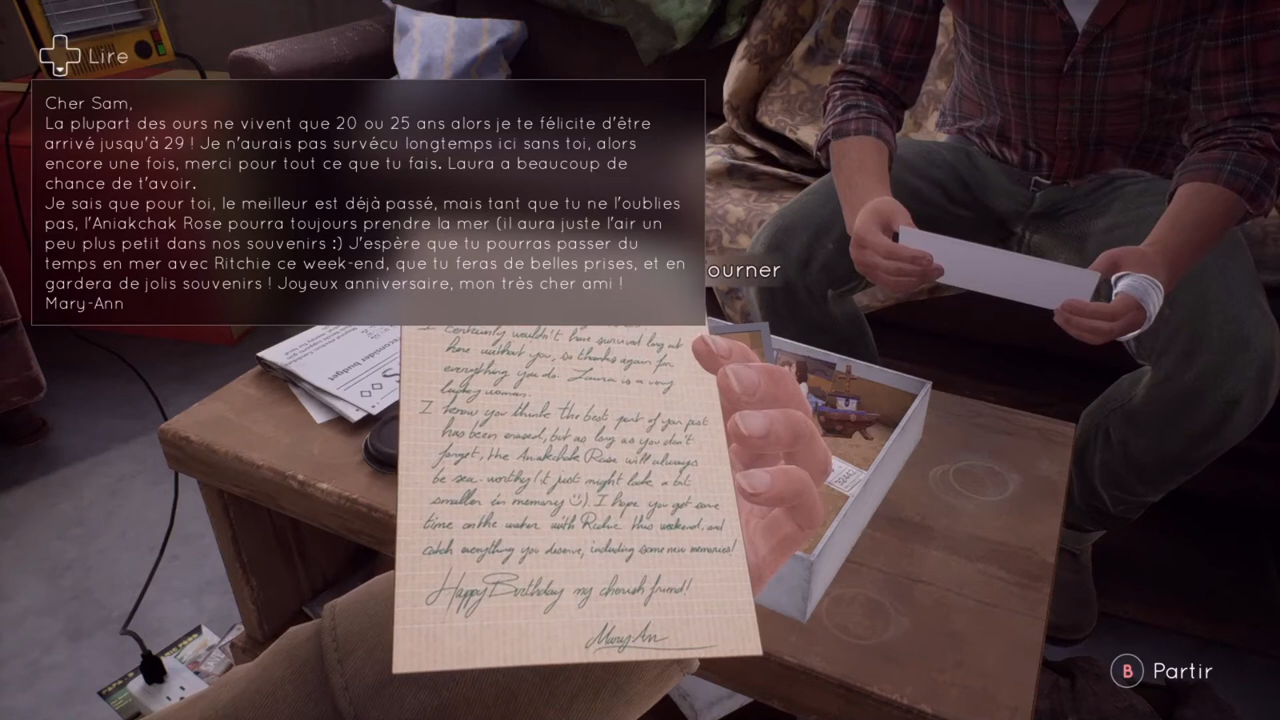 Lire
Cher Sam,
La plupart des ours ne vivent que 20 ou 25 ans alors je te félicite d'être
arrivé jusqu'à 29 ! Je n'aurais pas survécu longtemps ici sans toi, alors
encore une fois, merci pour tout ce que tu fais. Laura a beaucoup de
chance de t'avoir.
Je sais que pour toi, le meilleur est déjà passé, mais tant que tu ne l'oublies
pas, l'Aniakchak Rose pourra toujours prendre la mer (il aura juste l'air un
peu plus petit dans nos souvenirs :) J'espère que tu pourras passer du
temps en mer avec Ritchie ce week-end, que tu feras de belles prises, et en
gardera de jolis souvenirs ! Joyeux anniversaire, mon très cher ami !
Mary-Ann
ourner
certainly wouldn't have survived long out
here without you, so thanks again for
everything you do. Laura is a very
lucky woman.
I know you think the best part of your past
has been erased, but as long as you don't
forget, the Aniakchak Rose will always
be sea-worthy (it just might look a bit
smaller in memory ☺). I hope you get some
time on the water with Richie this weekend, and
catch everything you deserve, including some new memories!
Happy Birthday my cherish friend!
Mary An
reconsider budget
32443
B Partir